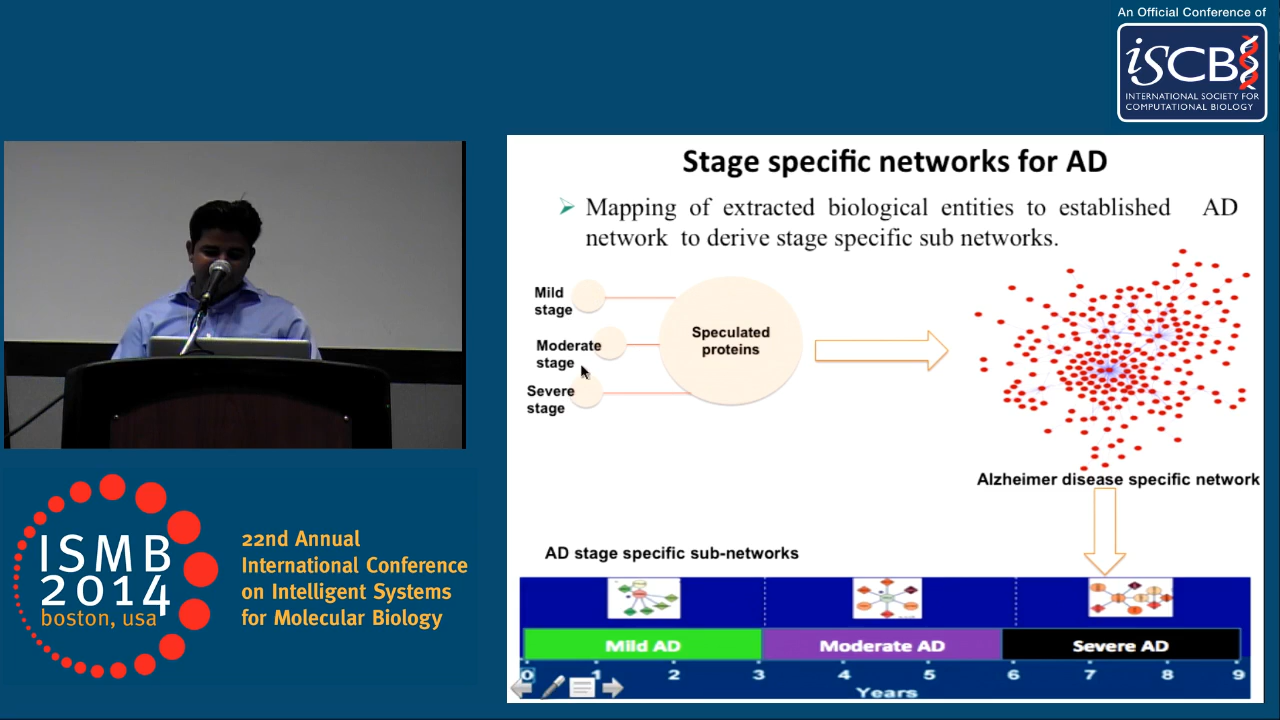 An Official Conference of
iSCB
INTERNATIONAL SOCIETY FOR
COMPUTATIONAL BIOLOGY
Stage specific networks for AD
Mapping of extracted biological entities to established AD
network to derive stage specific sub networks.
Mild
stage
Moderate
stage
Severe
stage
Speculated
proteins
Alzheimer disease specific network
AD stage specific sub-networks
Mild AD Moderate AD Severe AD
0 1 2 3 4 5 6 7 8 9
Years
ISMB
2014
boston, usa
22nd Annual
International Conference
on Intelligent Systems
for Molecular Biology